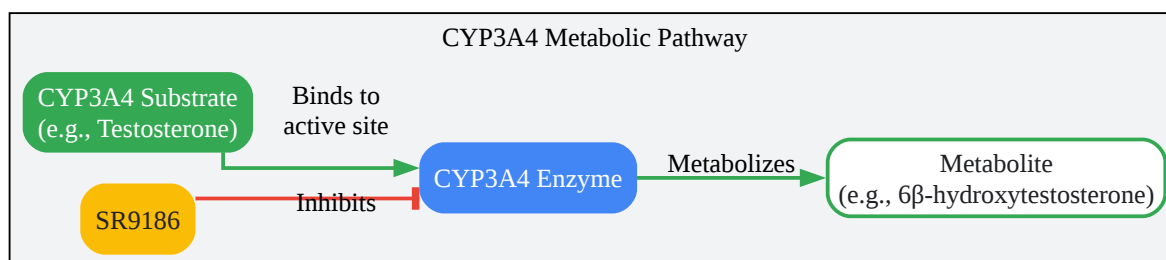 CYP3A4 Metabolic Pathway
CYP3A4 Substrate
(e.g., Testosterone)
Binds to
active site
CYP3A4 Enzyme
Metabolizes
Metabolite
(e.g., 6β-hydroxytestosterone)
SR9186
Inhibits